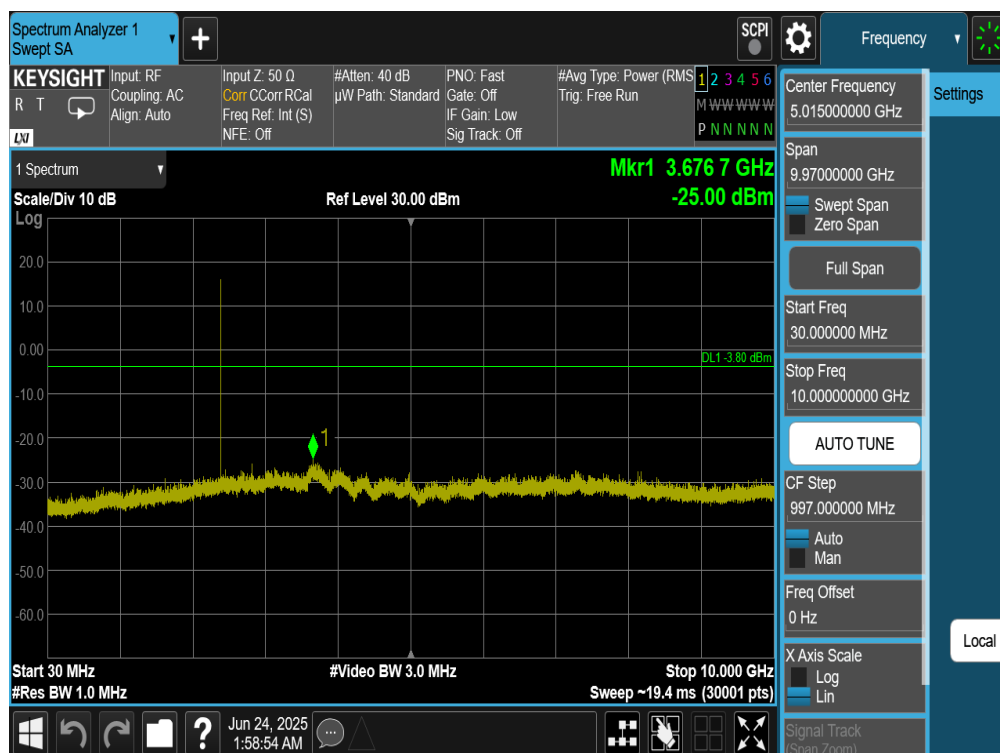 Spectrum Analyzer 1
Swept SA
+
SCPI
Frequency
KEYSIGHT
R T
LXI
Input: RF
Coupling: AC
Align: Auto
Input Z: 50 Ω
Corr CCorr RCal
Freq Ref: Int (S)
NFE: Off
#Atten: 40 dB
µW Path: Standard
PNO: Fast
Gate: Off
IF Gain: Low
Sig Track: Off
#Avg Type: Power (RMS
Trig: Free Run
1 2 3 4 5 6
M W W W W W
P N N N N N
1 Spectrum
Mkr1 3.676 7 GHz
-25.00 dBm
Scale/Div 10 dB
Ref Level 30.00 dBm
Log
20.0
10.0
0.00
DL1 -3.80 dBm
-10.0
-20.0
1
-30.0
-40.0
-50.0
-60.0
Start 30 MHz
#Video BW 3.0 MHz
Stop 10.000 GHz
#Res BW 1.0 MHz
Sweep ~19.4 ms (30001 pts)
?
Jun 24, 2025
1:58:54 AM
Center Frequency
5.015000000 GHz
Span
9.97000000 GHz
Swept Span
Zero Span
Full Span
Start Freq
30.000000 MHz
Stop Freq
10.000000000 GHz
AUTO TUNE
CF Step
997.000000 MHz
Auto
Man
Freq Offset
0 Hz
X Axis Scale
Log
Lin
Signal Track
(Span Zoom)
Settings
Local